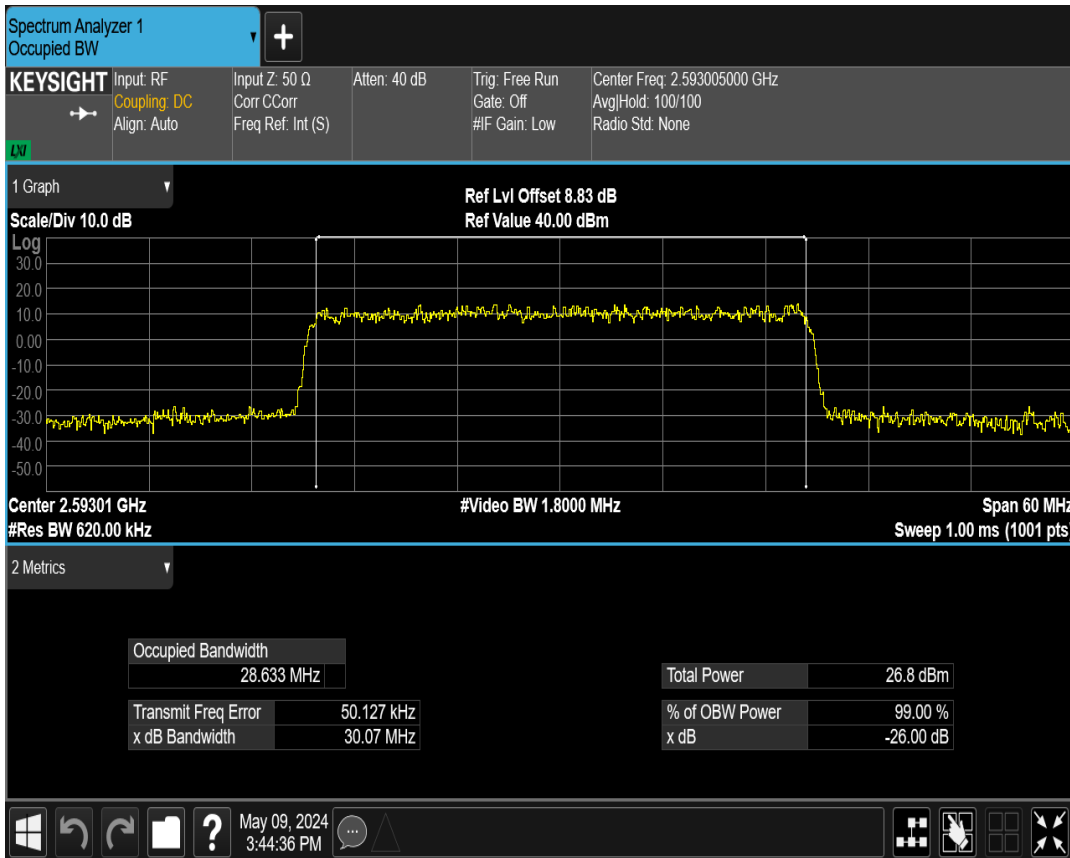 Spectrum Analyzer 1
Occupied BW
+
KEYSIGHT
LXI
Input: RF
Coupling: DC
Align: Auto
Input Z: 50 Ω
Corr CCorr
Freq Ref: Int (S)
Atten: 40 dB
Trig: Free Run
Gate: Off
#IF Gain: Low
Center Freq: 2.593005000 GHz
Avg|Hold: 100/100
Radio Std: None
1 Graph
Scale/Div 10.0 dB
Ref Lvl Offset 8.83 dB
Ref Value 40.00 dBm
Log
30.0
20.0
10.0
0.00
-10.0
-20.0
-30.0
-40.0
-50.0
Center 2.59301 GHz
#Video BW 1.8000 MHz
Span 60 MHz
#Res BW 620.00 kHz
Sweep 1.00 ms (1001 pts)
2 Metrics
Occupied Bandwidth
28.633 MHz
Total Power 26.8 dBm
Transmit Freq Error 50.127 kHz
% of OBW Power 99.00 %
x dB Bandwidth 30.07 MHz
x dB -26.00 dB
?
May 09, 2024
3:44:36 PM